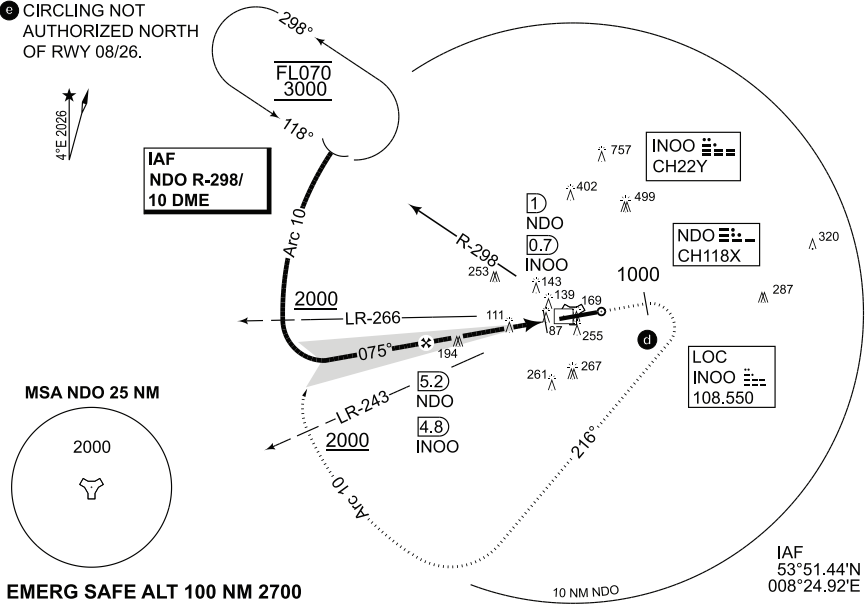 e CIRCLING NOT
AUTHORIZED NORTH
OF RWY 08/26.
4°E 2026
298°
FL070
3000
118°
IAF
NDO R-298/
10 DME
Arc 10
R-298
253
757
402
499
INOO
CH22Y
1
NDO
0.7
INOO
NDO
CH118X
320
287
143
139
169
1000
2000
LR-266
111
87
255
075°
194
d
LOC
INOO
108.550
261
267
5.2
NDO
4.8
INOO
LR-243
2000
216°
Arc 10
MSA NDO 25 NM
2000
EMERG SAFE ALT 100 NM 2700
10 NM NDO
IAF
53°51.44'N
008°24.92'E